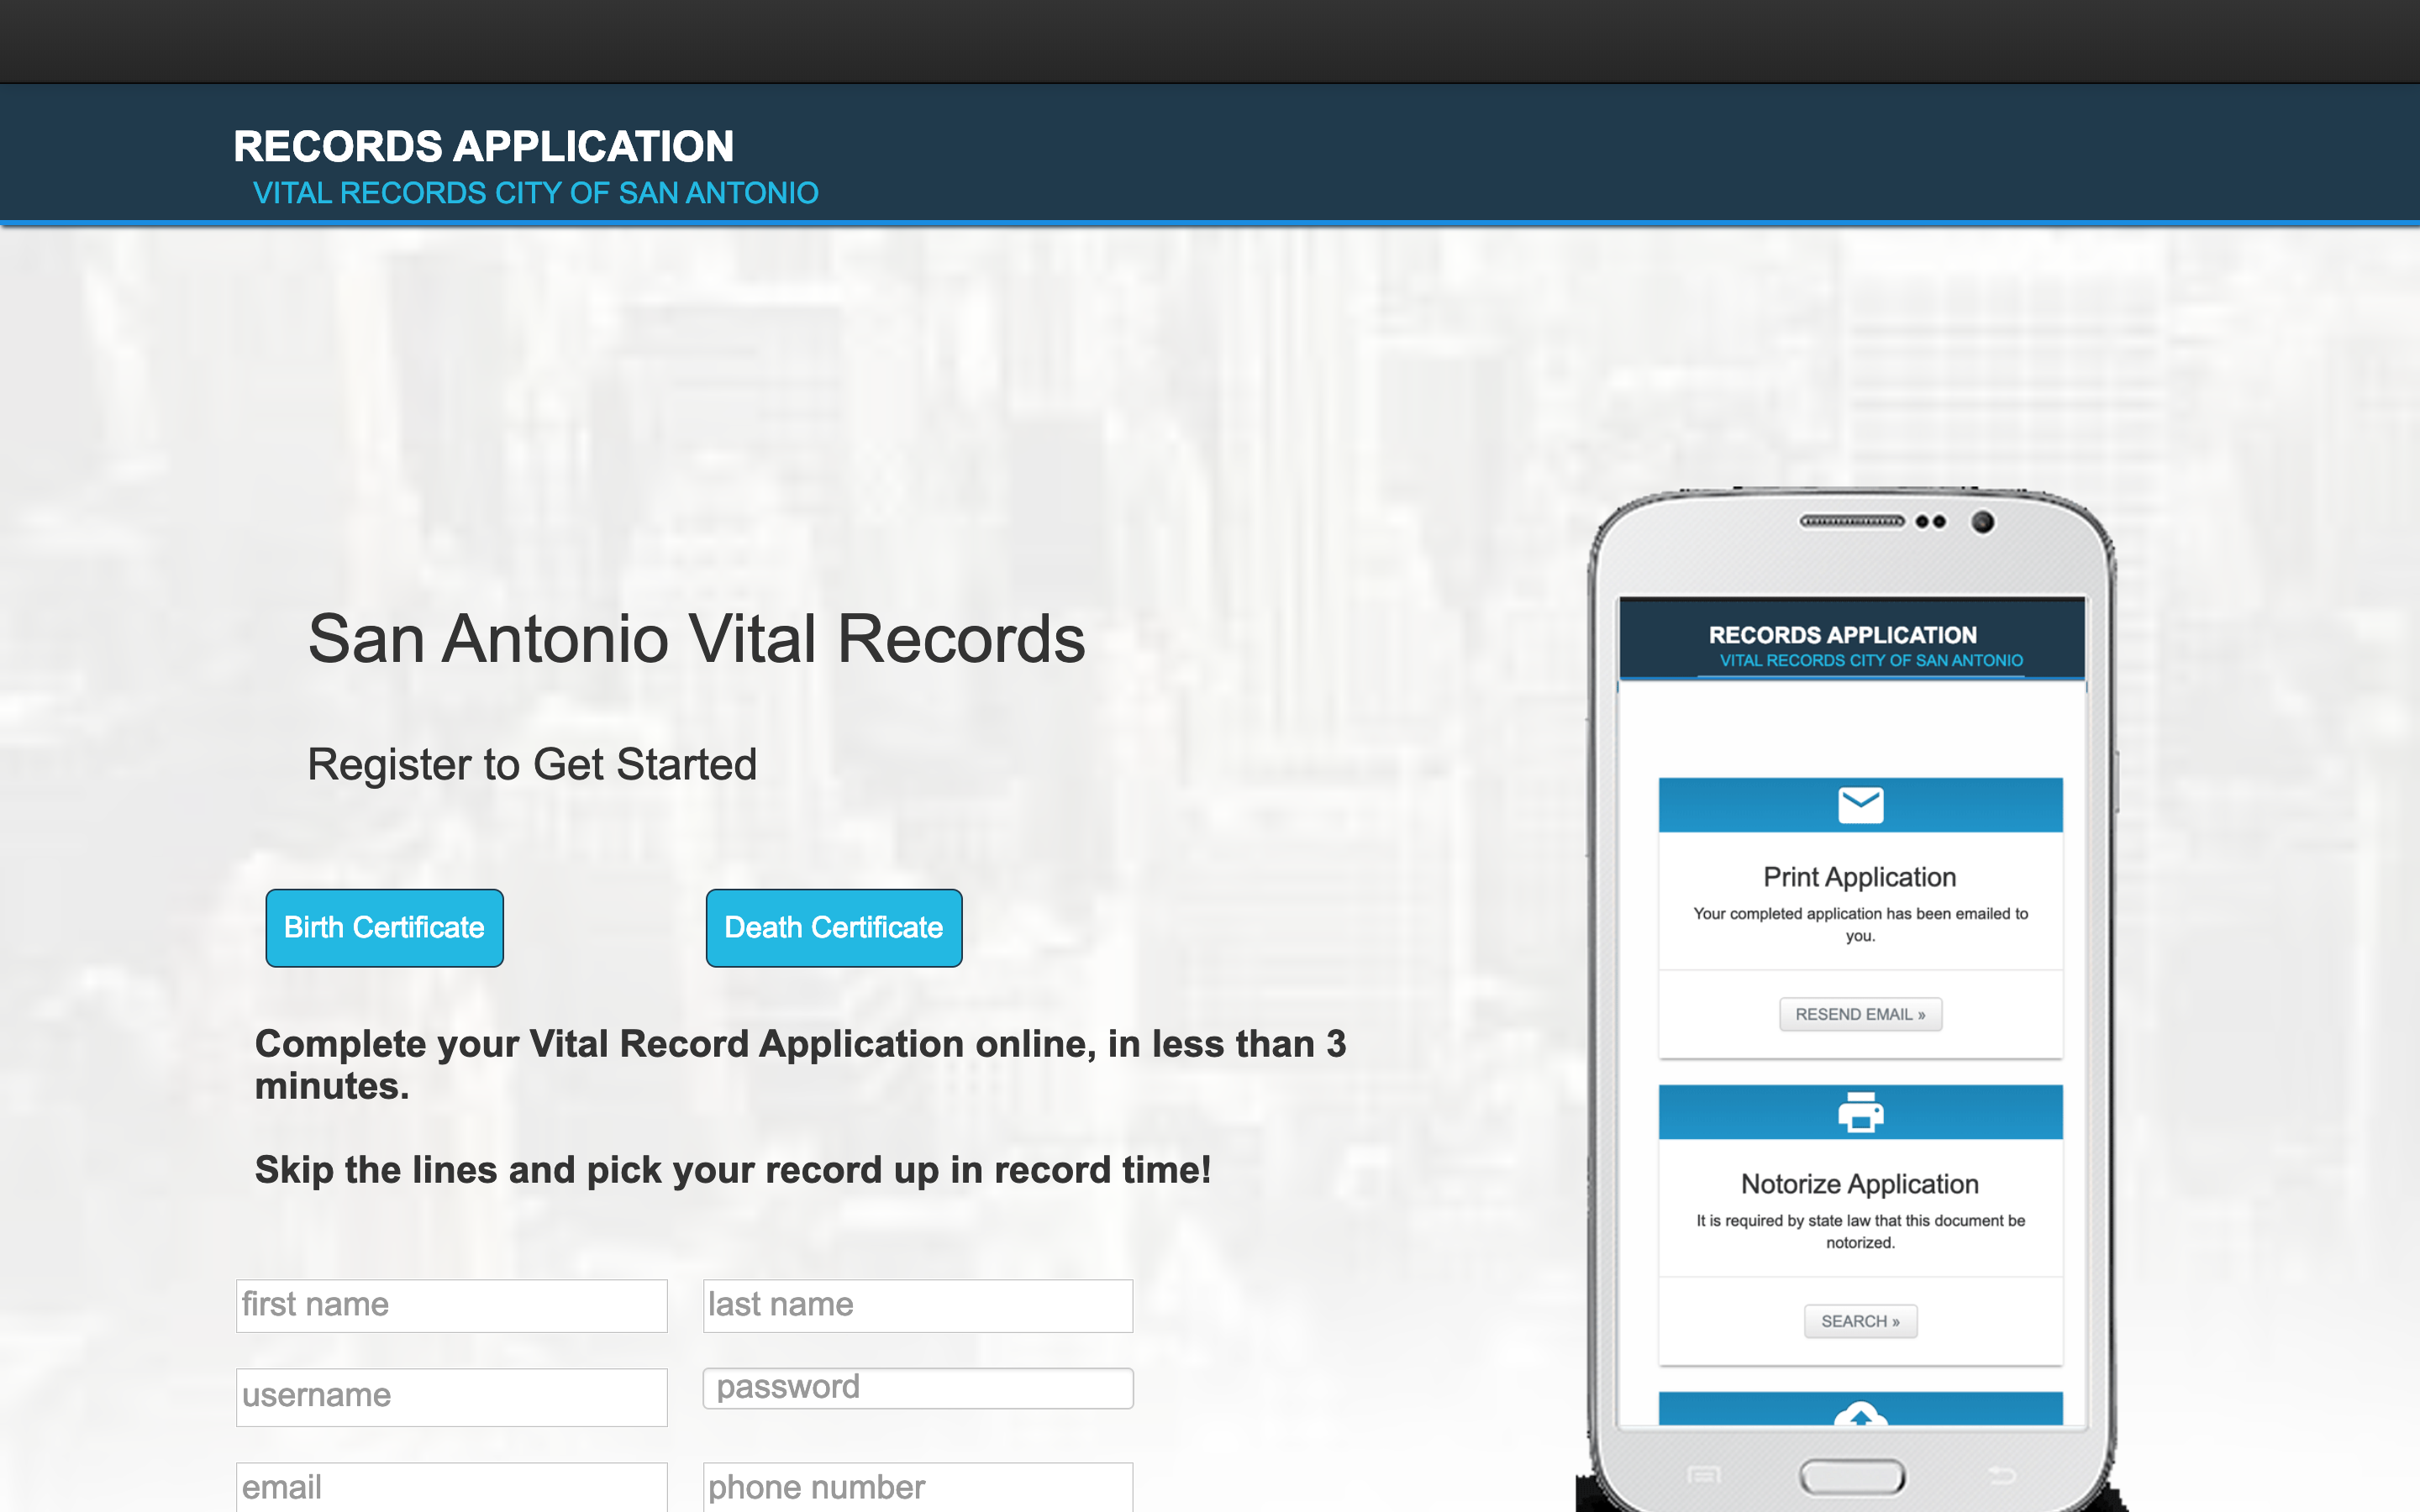 RECORDS APPLICATION
VITAL RECORDS CITY OF SAN ANTONIO
San Antonio Vital Records
Register to Get Started
Birth Certificate
Death Certificate
Complete your Vital Record Application online, in less than 3
minutes.
Skip the lines and pick your record up in record time!
first name
last name
username
password
email
phone number
RECORDS APPLICATION
VITAL RECORDS CITY OF SAN ANTONIO
Print Application
Your completed application has been emailed to
you.
RESEND EMAIL »
Notorize Application
It is required by state law that this document be
notorized.
SEARCH »